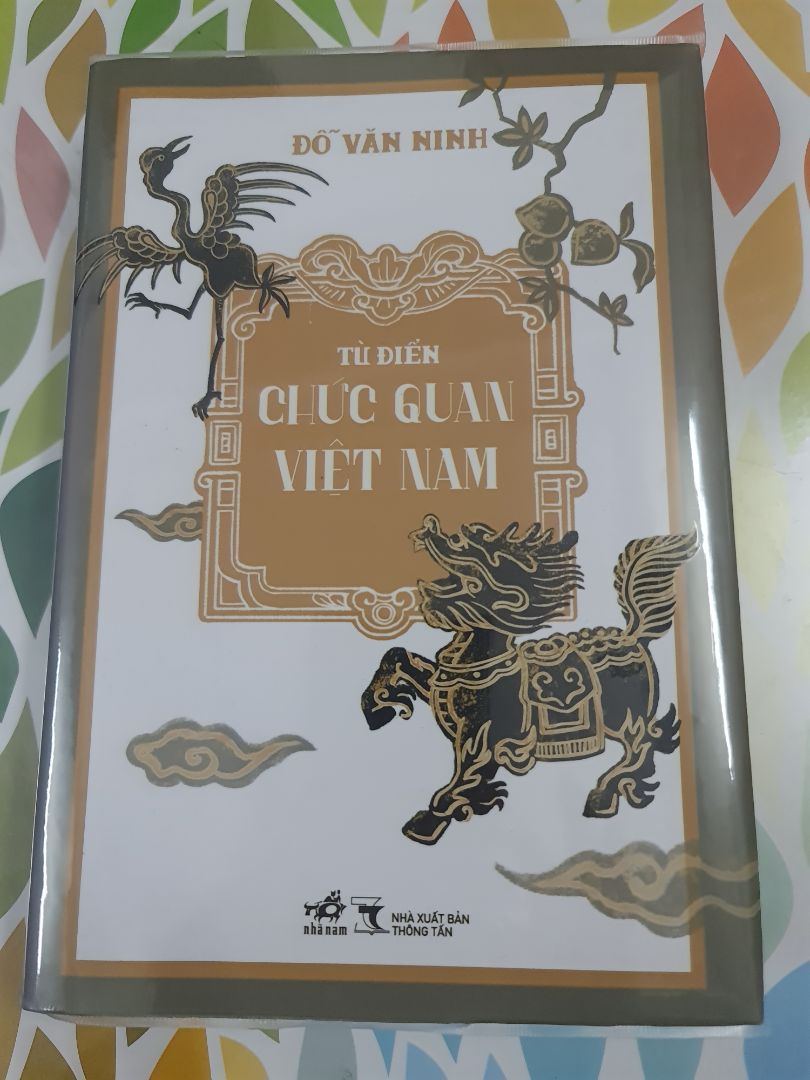 ĐỖ VĂN NINH
TỪ ĐIỂN
CHỨC QUAN
VIỆT NAM
nhã nam
NHÀ XUẤT BẢN
THÔNG TẤN